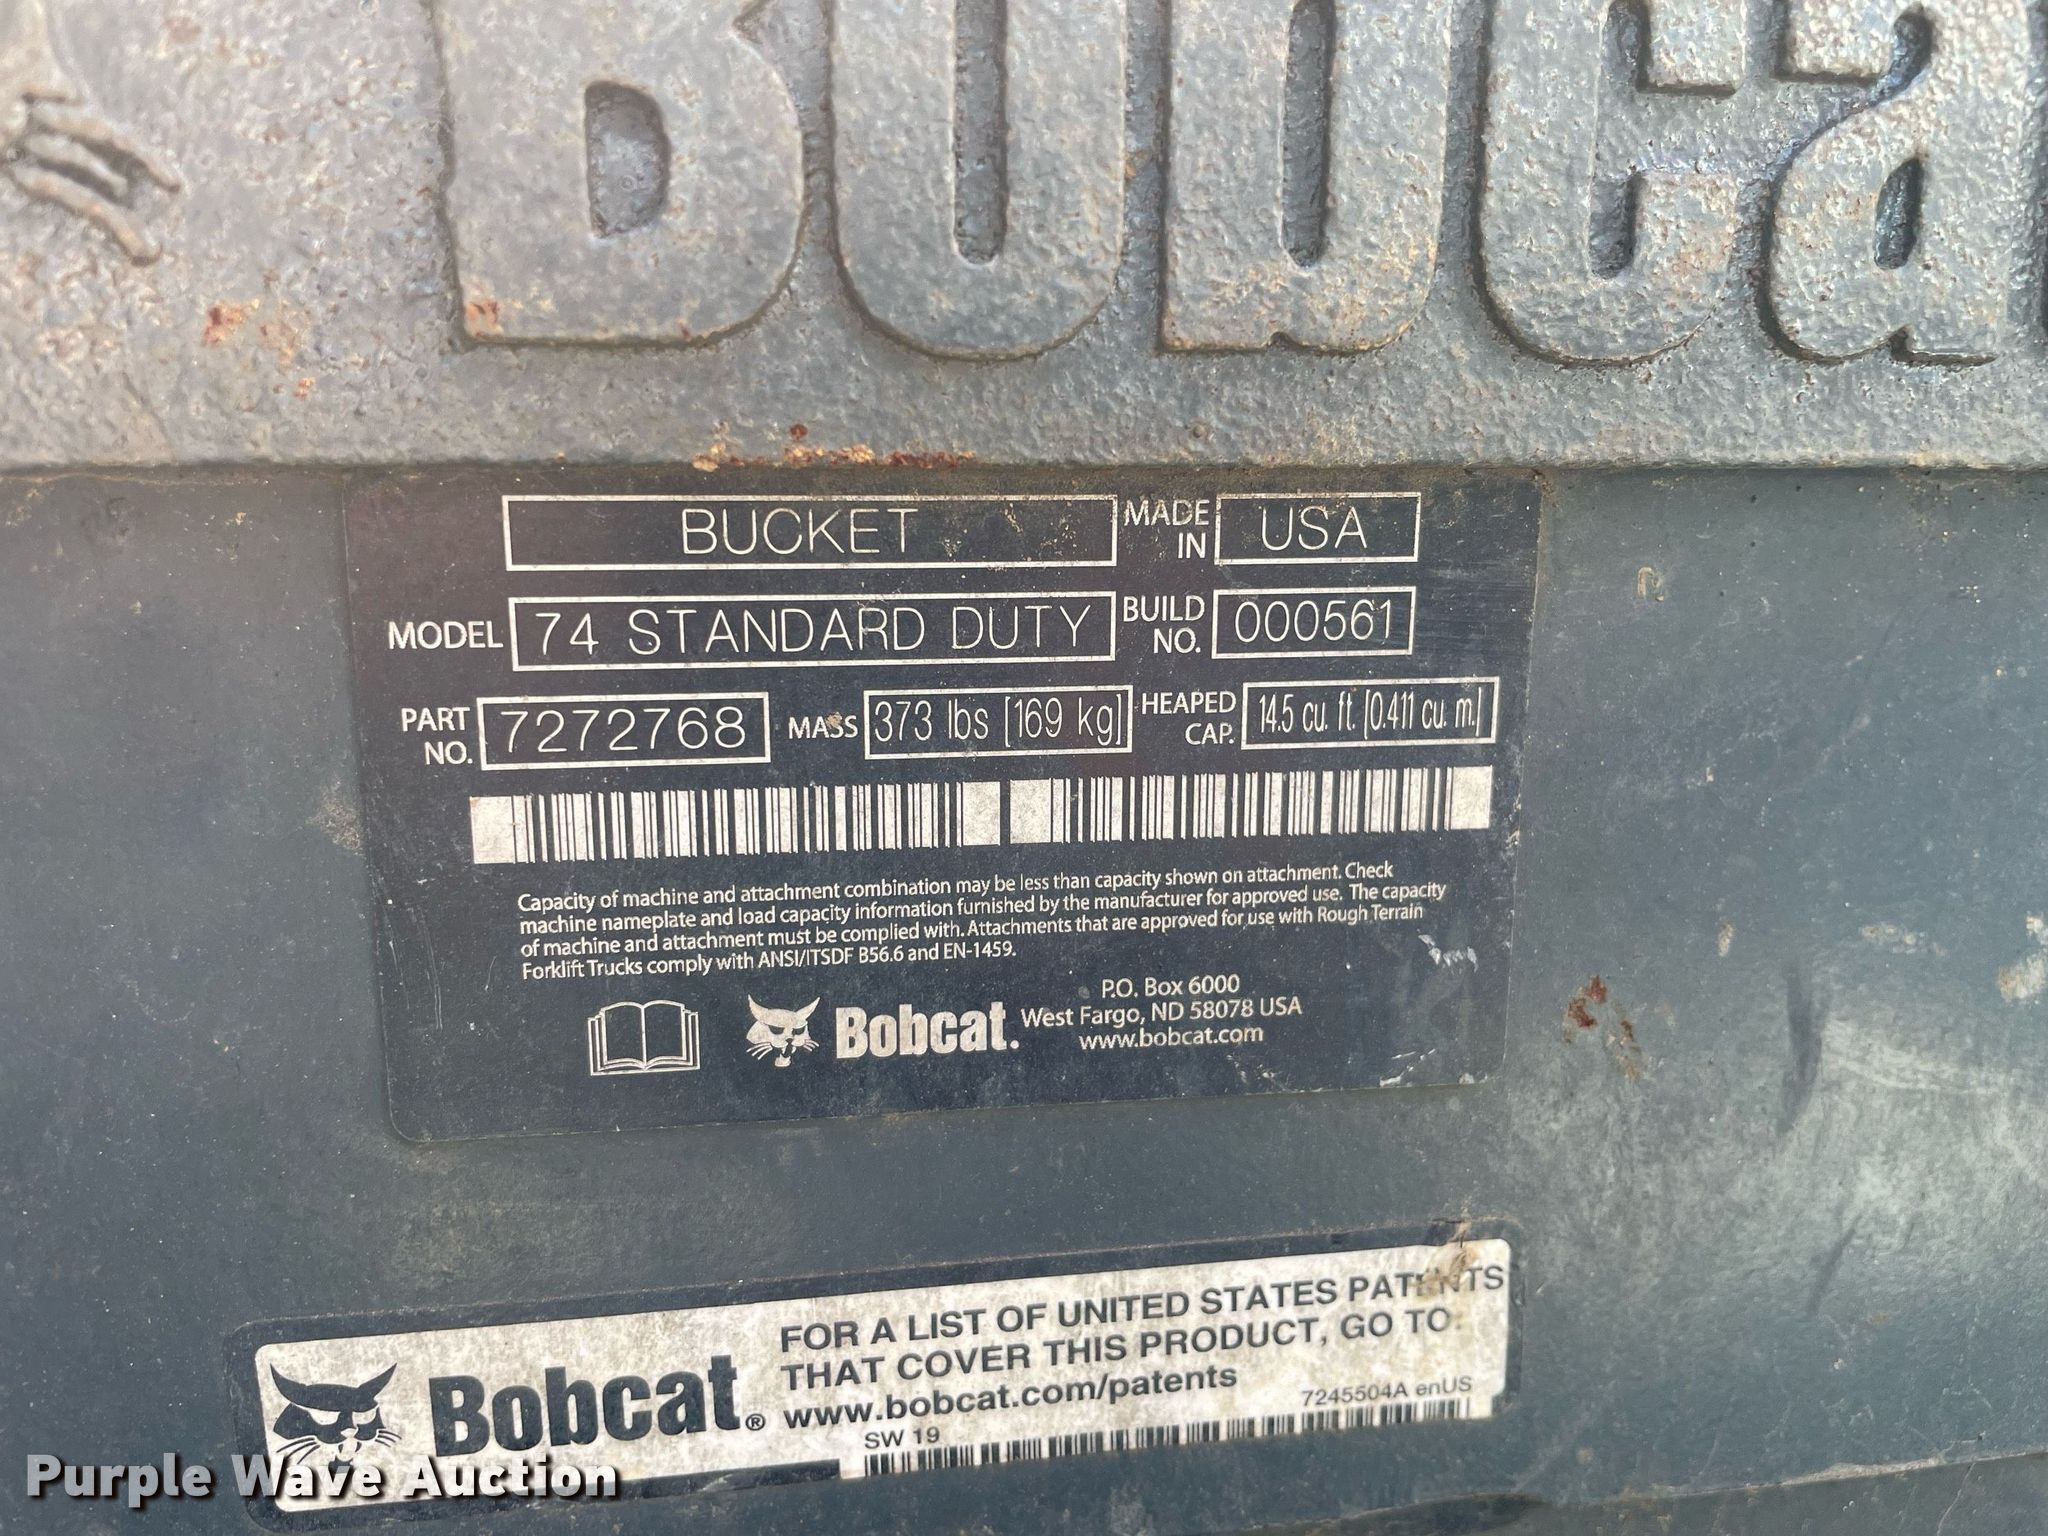 Bobca
BUCKET
MADE IN USA
MODEL 74 STANDARD DUTY
BUILD NO. 000561
PART NO. 7272768
MASS 373 lbs [169 kg]
HEAPED CAP. 14.5 cu. ft. [0.411 cu. m.]
Capacity of machine and attachment combination may be less than capacity shown on attachment. Check
machine nameplate and load capacity information furnished by the manufacturer for approved use. The capacity
of machine and attachment must be complied with. Attachments that are approved for use with Rough Terrain
Forklift Trucks comply with ANSI/ITSDF B56.6 and EN-1459.
Bobcat.
P.O. Box 6000
West Fargo, ND 58078 USA
www.bobcat.com
Bobcat®
FOR A LIST OF UNITED STATES PATENTS
THAT COVER THIS PRODUCT, GO TO:
www.bobcat.com/patents
7245504A enUS
SW 19
Purple Wave Auction